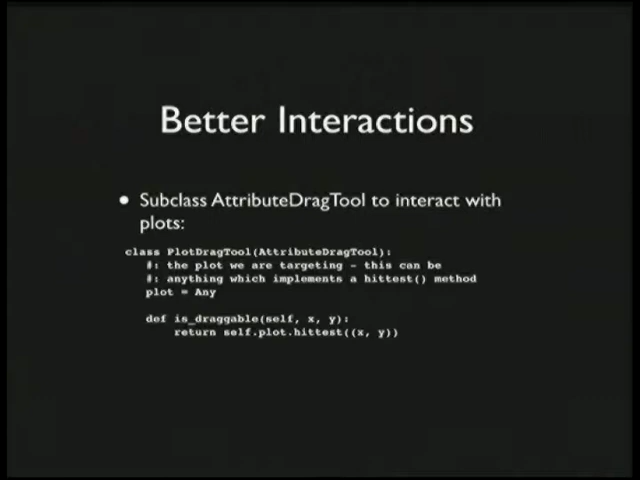 Better Interactions
• Subclass AttributeDragTool to interact with
plots:
class PlotDragTool(AttributeDragTool):
#: the plot we are targeting - this can be
#: anything which implements a hittest() method
plot = Any
def is_draggable(self, x, y):
return self.plot.hittest((x, y))